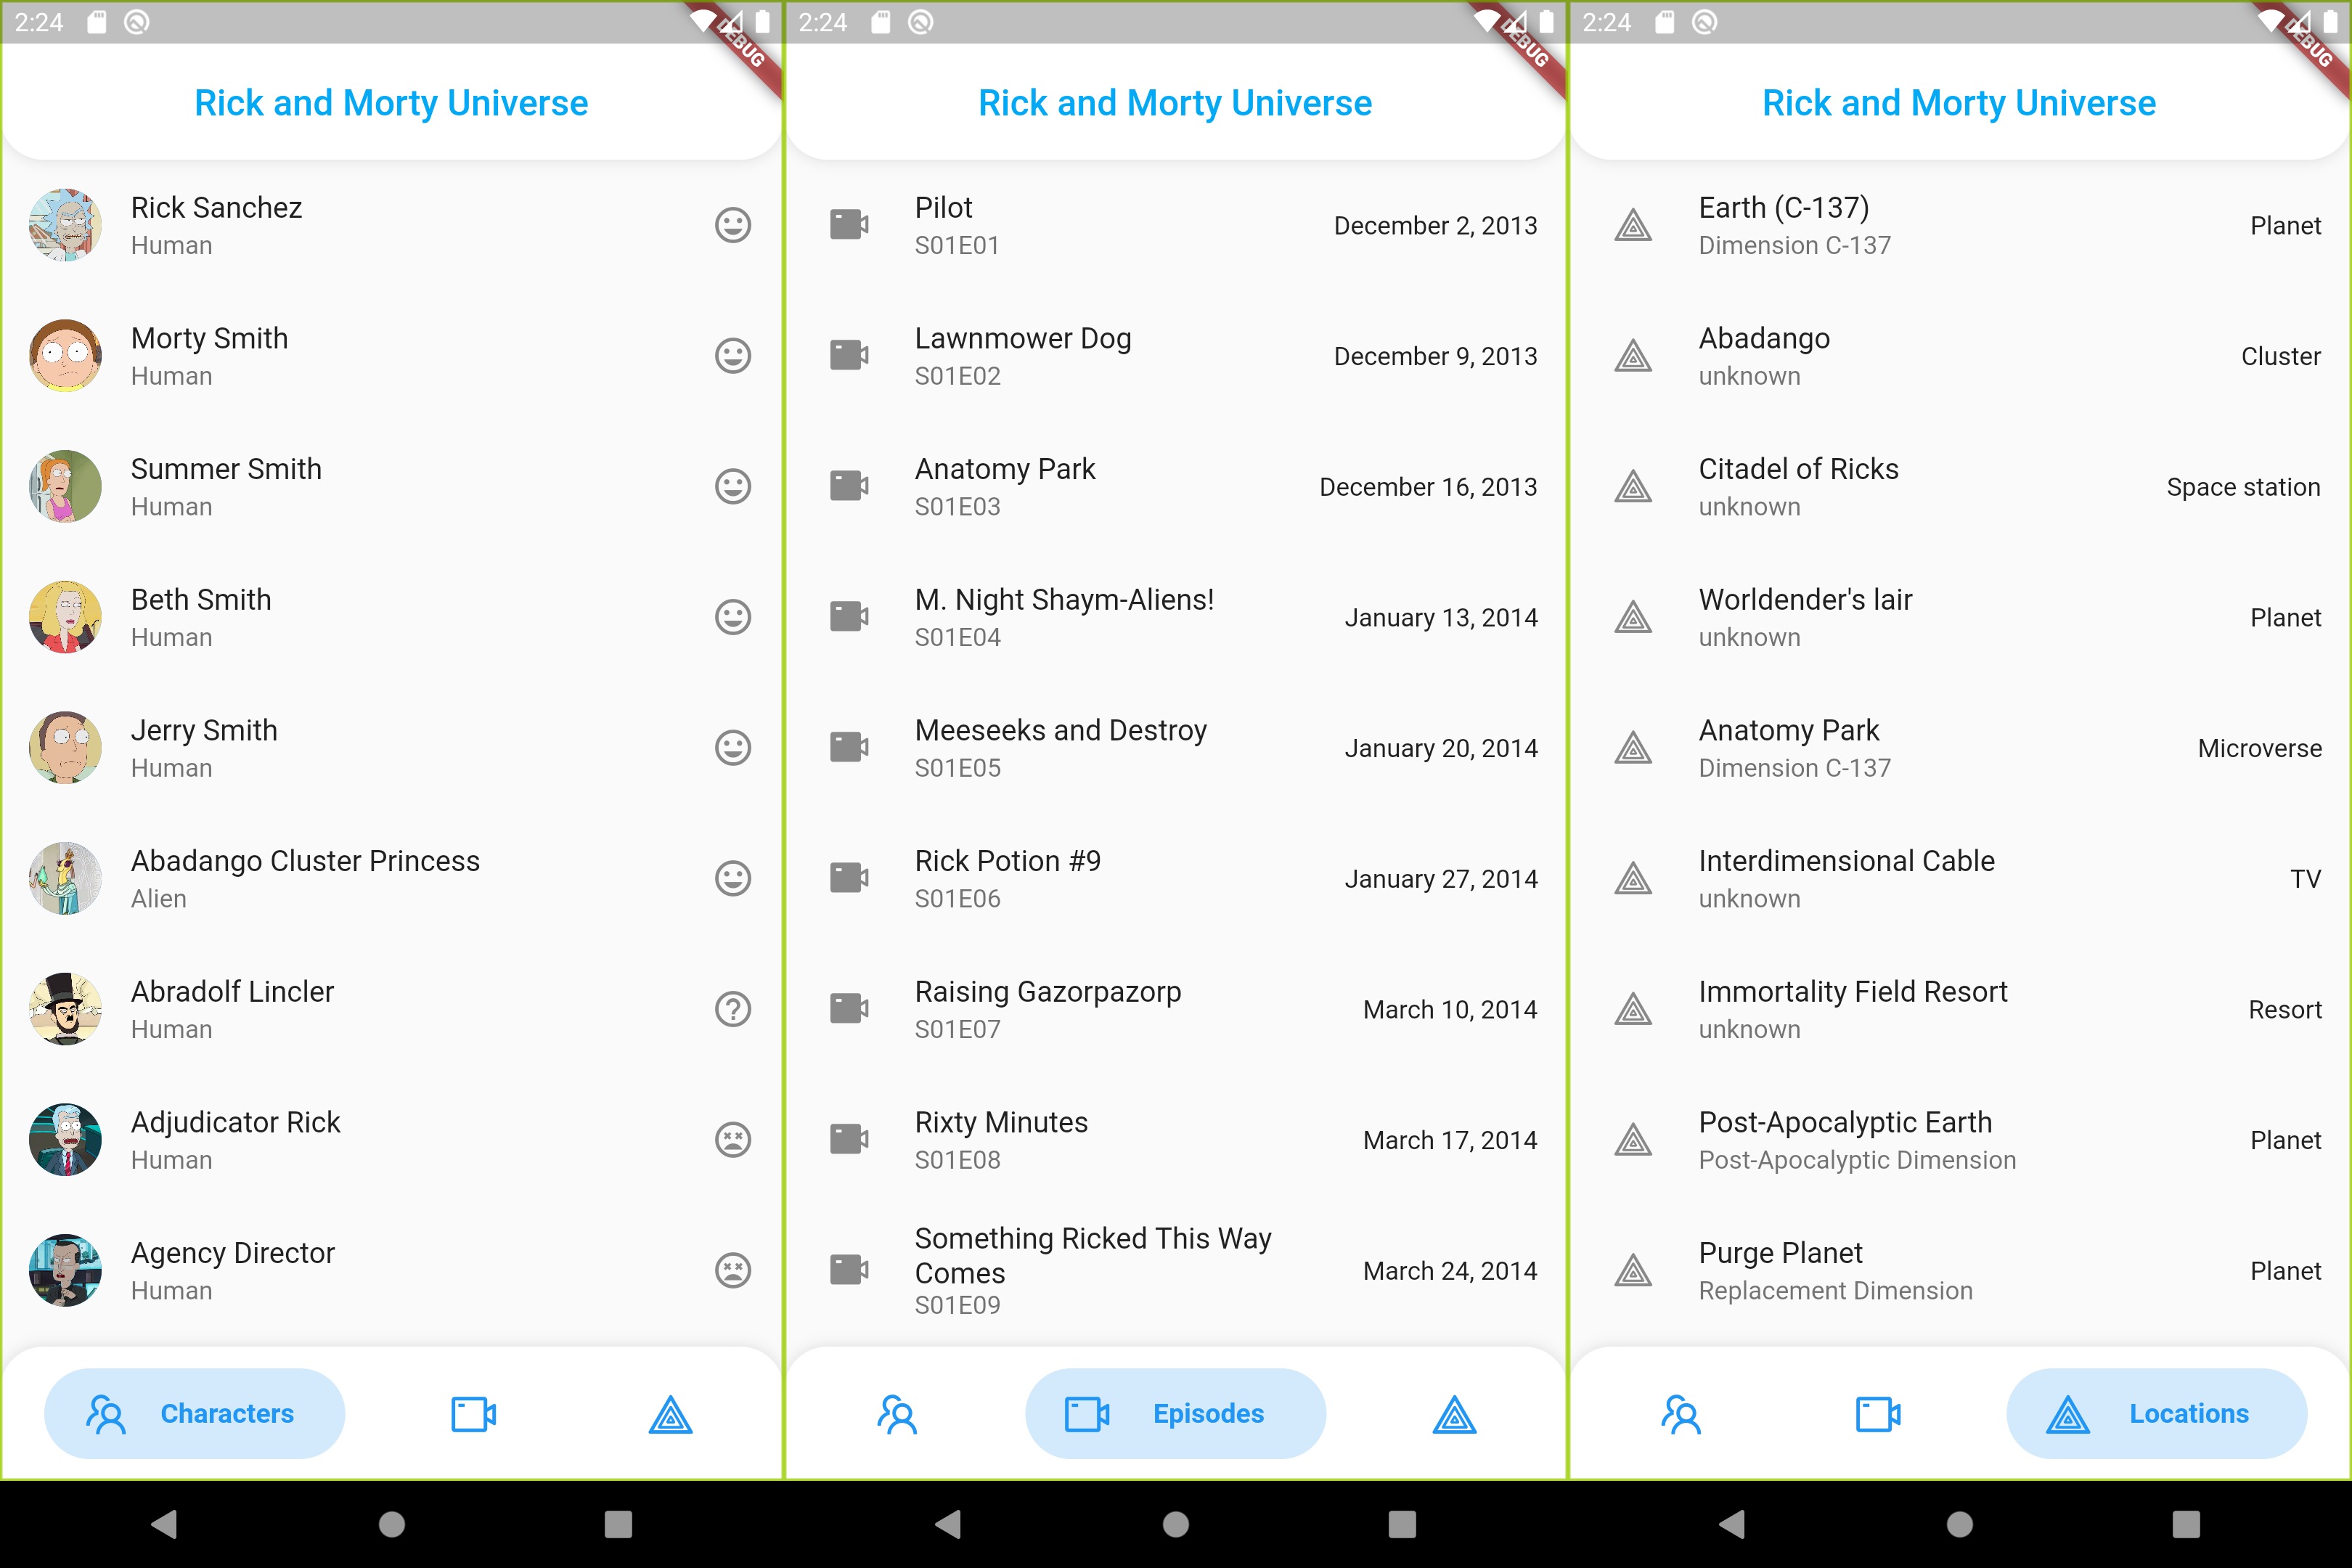 2:24
DEBUG
Rick and Morty Universe
Rick Sanchez
Human
Morty Smith
Human
Summer Smith
Human
Beth Smith
Human
Jerry Smith
Human
Abadango Cluster Princess
Alien
Abradolf Lincler
Human
Adjudicator Rick
Human
Agency Director
Human
Characters
2:24
DEBUG
Rick and Morty Universe
Pilot
S01E01
December 2, 2013
Lawnmower Dog
S01E02
December 9, 2013
Anatomy Park
S01E03
December 16, 2013
M. Night Shaym-Aliens!
S01E04
January 13, 2014
Meeseeks and Destroy
S01E05
January 20, 2014
Rick Potion #9
S01E06
January 27, 2014
Raising Gazorpazorp
S01E07
March 10, 2014
Rixty Minutes
S01E08
March 17, 2014
Something Ricked This Way
Comes
S01E09
March 24, 2014
Episodes
2:24
DEBUG
Rick and Morty Universe
Earth (C-137)
Dimension C-137
Planet
Abadango
unknown
Cluster
Citadel of Ricks
unknown
Space station
Worldender's lair
unknown
Planet
Anatomy Park
Dimension C-137
Microverse
Interdimensional Cable
unknown
TV
Immortality Field Resort
unknown
Resort
Post-Apocalyptic Earth
Post-Apocalyptic Dimension
Planet
Purge Planet
Replacement Dimension
Planet
Locations